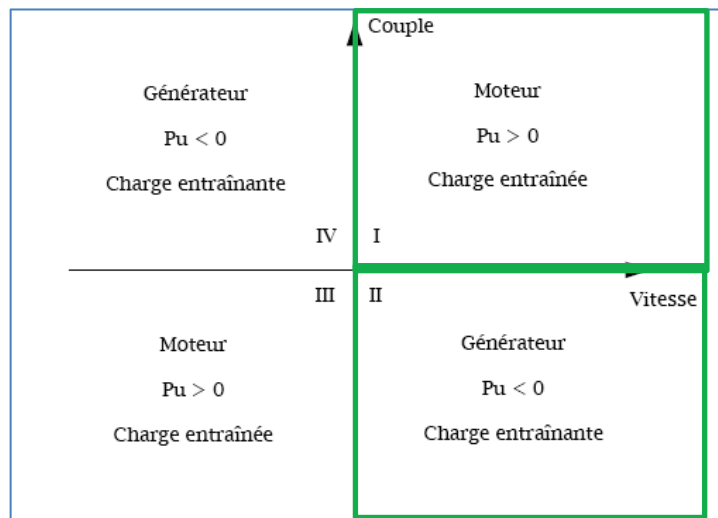 Couple
Générateur
Pu < 0
Charge entraînante
IV
Moteur
Pu > 0
Charge entraînée
I
Vitesse
III
Moteur
Pu > 0
Charge entraînée
II
Générateur
Pu < 0
Charge entraînante